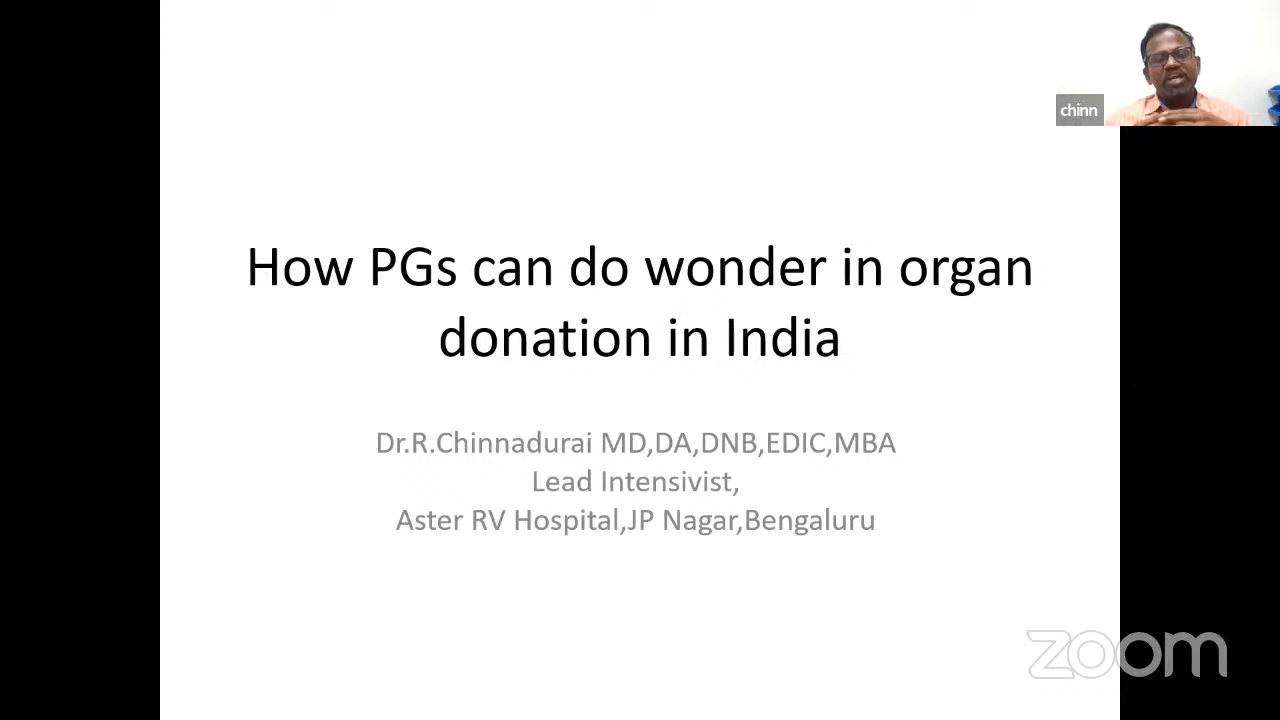 chinn
How PGs can do wonder in organ
donation in India
Dr.R.Chinnadurai MD,DA,DNB,EDIC,MBA
Lead Intensivist,
Aster RV Hospital,JP Nagar,Bengaluru
zoom